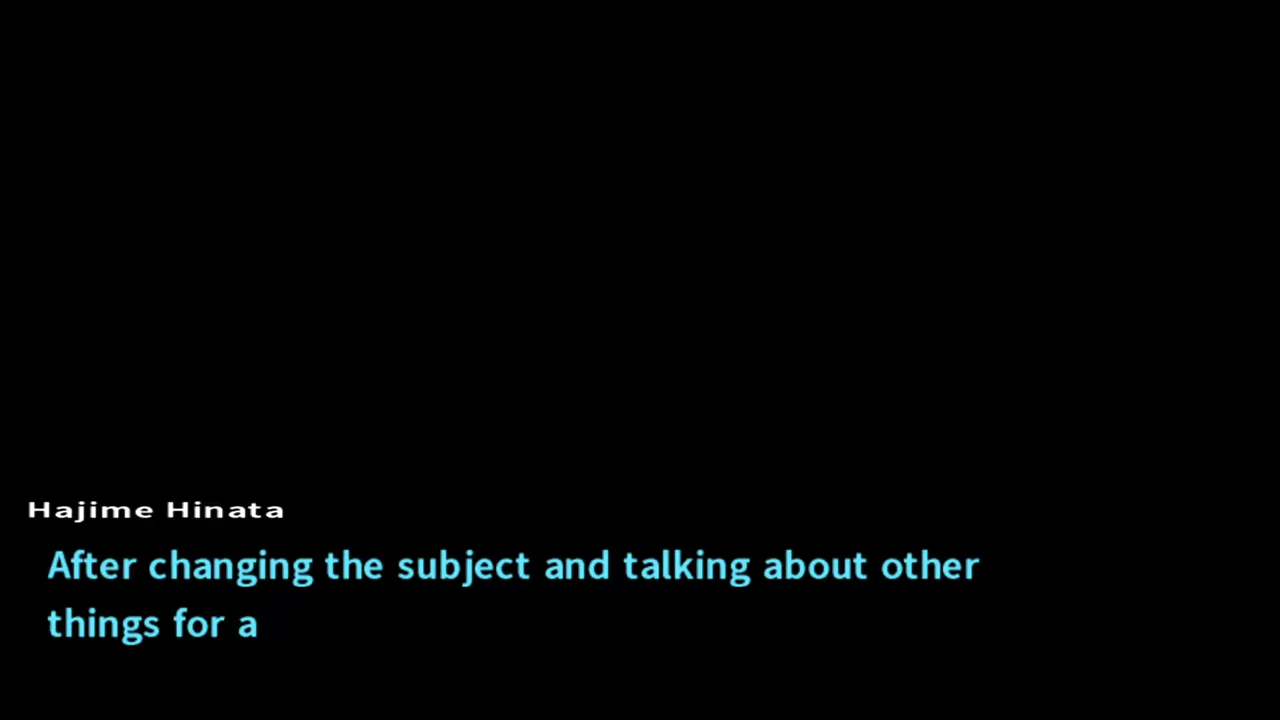 Hajime Hinata
After changing the subject and talking about other
things for a